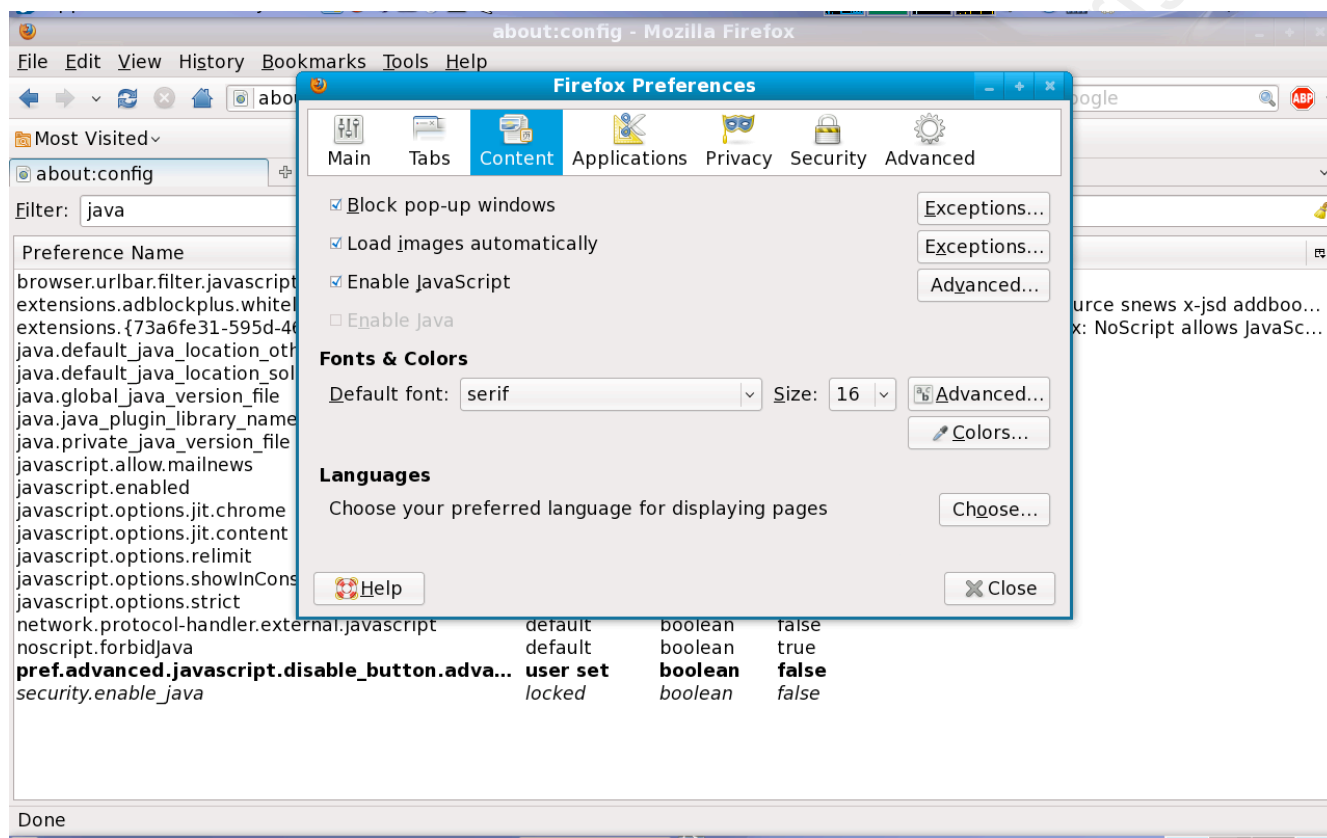 about:config - Mozilla Firefox
File Edit View History Bookmarks Tools Help
Firefox Preferences
abou
oogle
ABP
Most Visited
Main Tabs Content Applications Privacy Security Advanced
about:config
Filter: java
Block pop-up windows Exceptions...
Load images automatically Exceptions...
Enable JavaScript Advanced...
Enable Java
Fonts & Colors
Default font: serif Size: 16 Advanced...
Colors...
Languages
Choose your preferred language for displaying pages Choose...
Help Close
Preference Name
browser.urlbar.filter.javascript
extensions.adblockplus.whitel urce snews x-jsd addboo...
extensions.{73a6fe31-595d-46 x: NoScript allows JavaSc...
java.default_java_location_oth
java.default_java_location_sol
java.global_java_version_file
java.java_plugin_library_name
java.private_java_version_file
javascript.allow.mailnews
javascript.enabled
javascript.options.jit.chrome
javascript.options.jit.content
javascript.options.relimit
javascript.options.showInCons
javascript.options.strict
network.protocol-handler.external.javascript default boolean false
noscript.forbidJava default boolean true
pref.advanced.javascript.disable_button.adva... user set boolean false
security.enable_java locked boolean false
Done